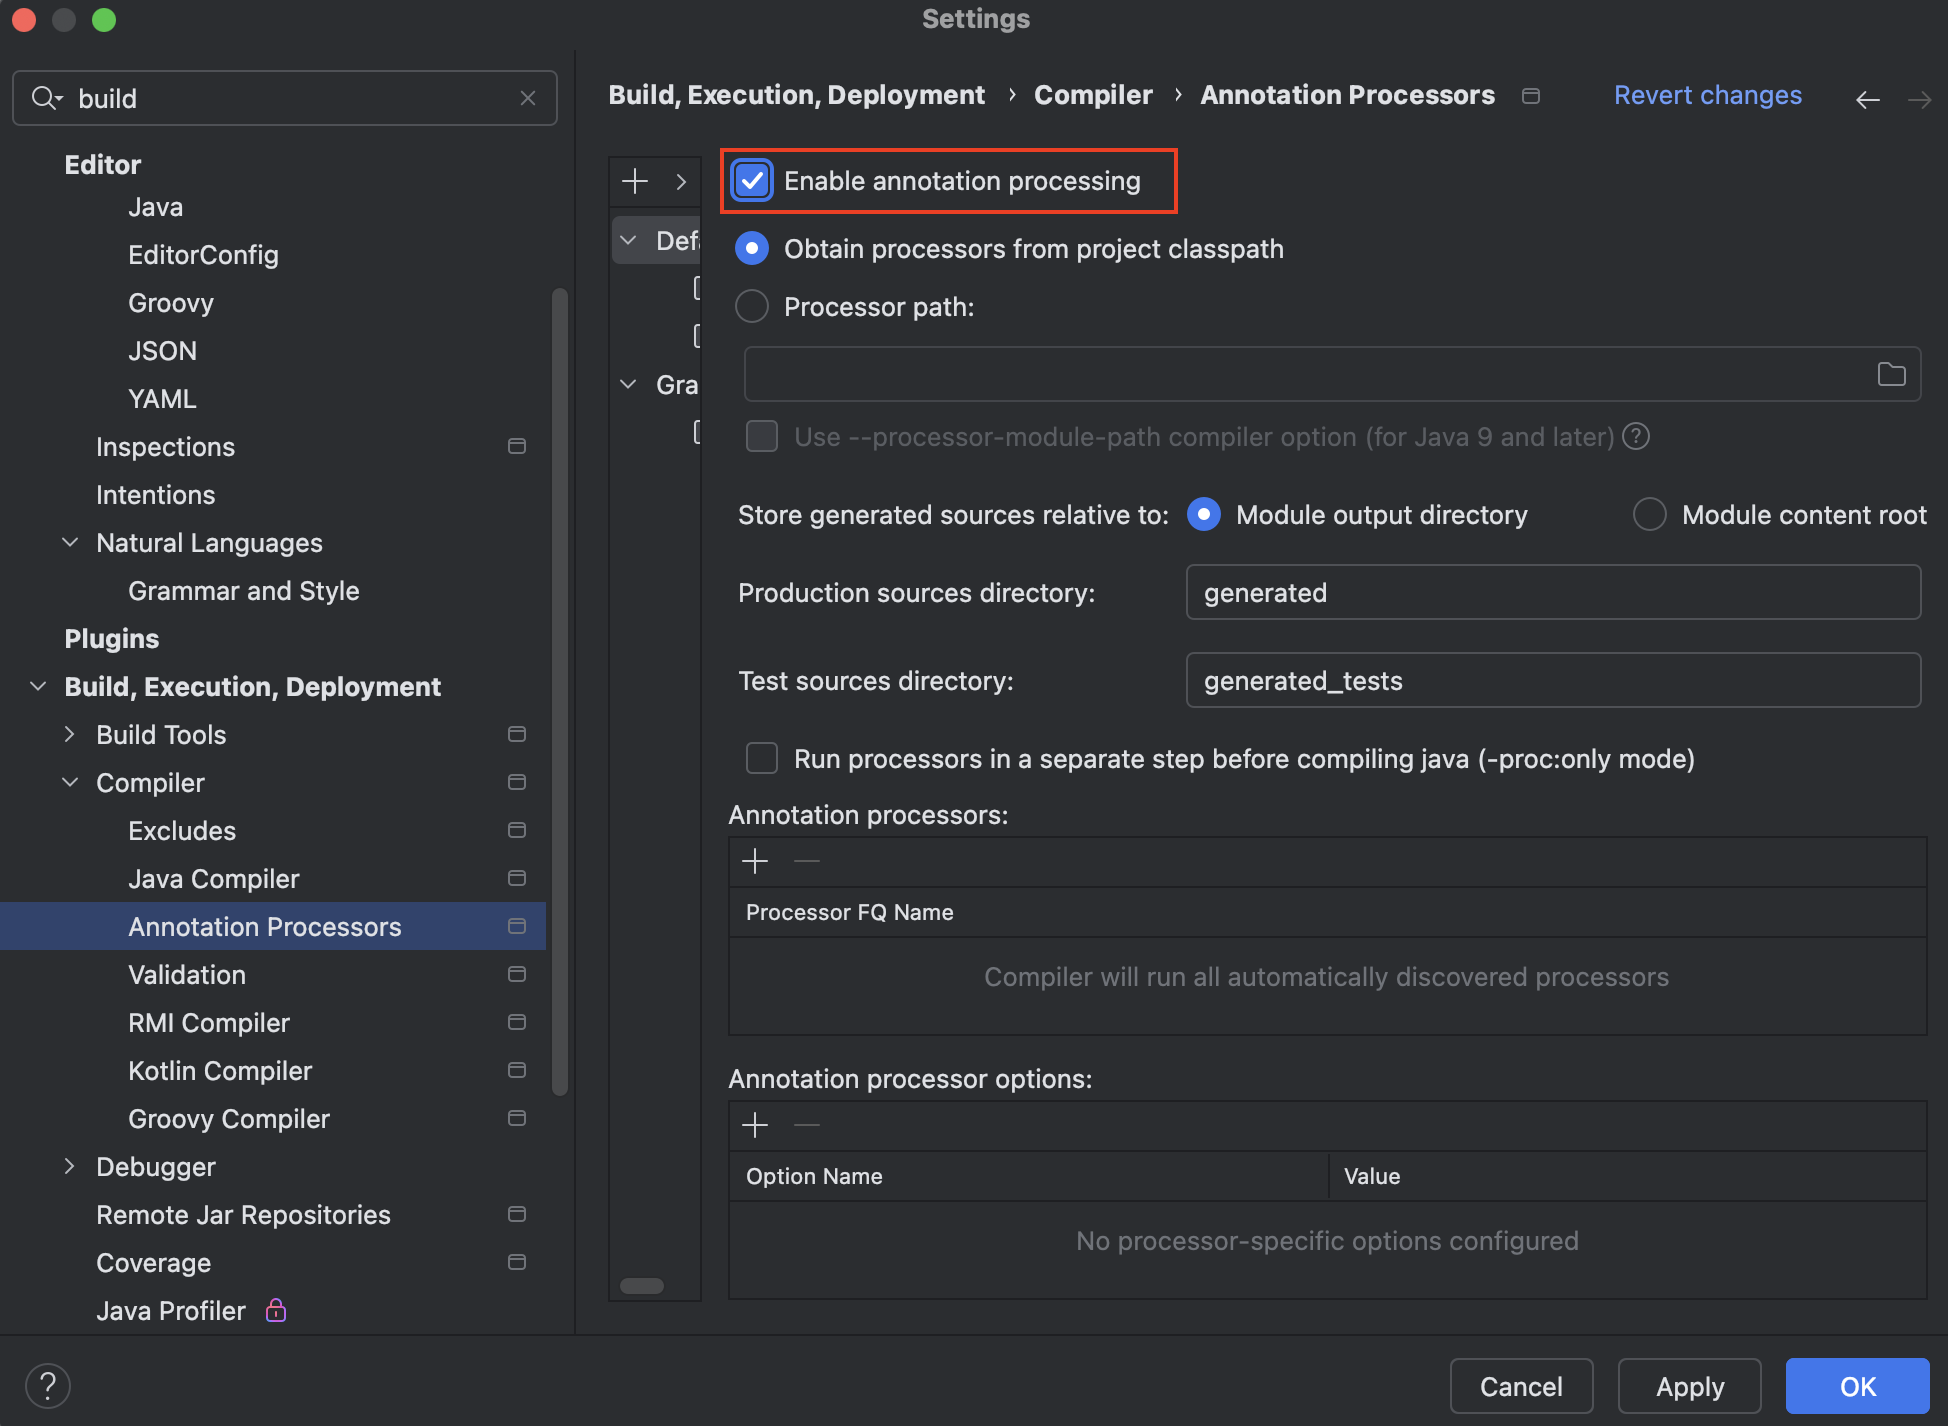 Settings
build
Editor
Java
EditorConfig
Groovy
JSON
YAML
Inspections
Intentions
Natural Languages
Grammar and Style
Plugins
Build, Execution, Deployment
Build Tools
Compiler
Excludes
Java Compiler
Annotation Processors
Validation
RMI Compiler
Kotlin Compiler
Groovy Compiler
Debugger
Remote Jar Repositories
Coverage
Java Profiler
Build, Execution, Deployment › Compiler › Annotation Processors
Revert changes
Defa
Gra
Enable annotation processing
Obtain processors from project classpath
Processor path:
Use --processor-module-path compiler option (for Java 9 and later) ?
Store generated sources relative to: Module output directory Module content root
Production sources directory: generated
Test sources directory: generated_tests
Run processors in a separate step before compiling java (-proc:only mode)
Annotation processors:
Processor FQ Name
Compiler will run all automatically discovered processors
Annotation processor options:
Option Name Value
No processor-specific options configured
? Cancel Apply OK